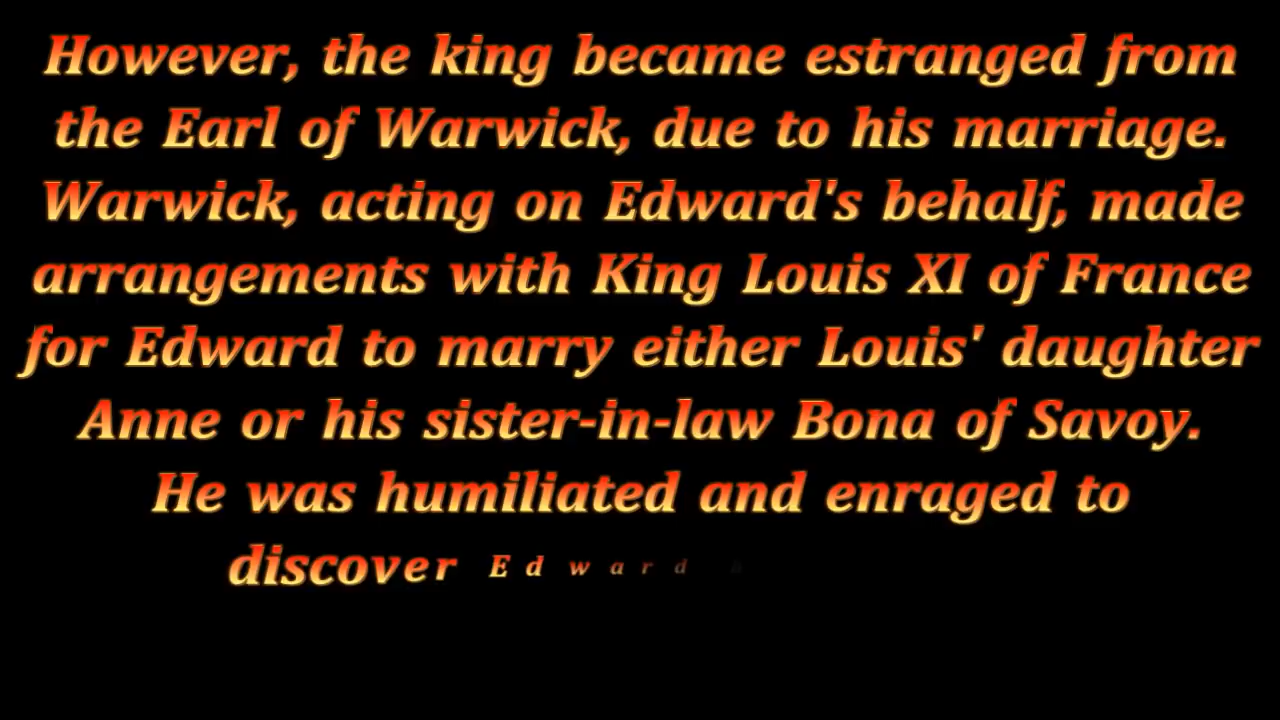 However, the king became estranged from
the Earl of Warwick, due to his marriage.
Warwick, acting on Edward's behalf, made
arrangements with King Louis XI of France
for Edward to marry either Louis' daughter
Anne or his sister-in-law Bona of Savoy.
He was humiliated and enraged to
discover Edward